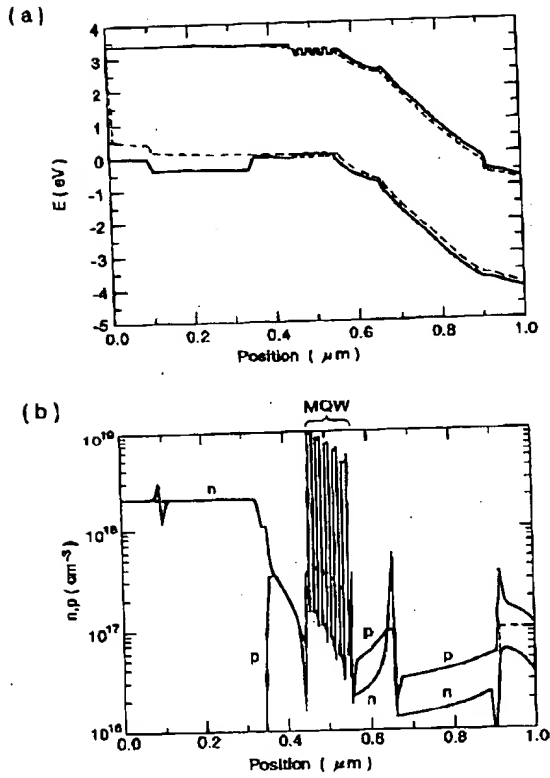 (a)
4
3
2
1
0
-1
-2
-3
-4
-5
E (eV)
0.0 0.2 0.4 0.6 0.8 1.0
Position ( μm)
(b)
MQW
10¹⁹
10¹⁸
10¹⁷
10¹⁶
n,p (cm⁻³)
n
p
p
n
p
n
0.0 0.2 0.4 0.6 0.8 1.0
Position ( μm)